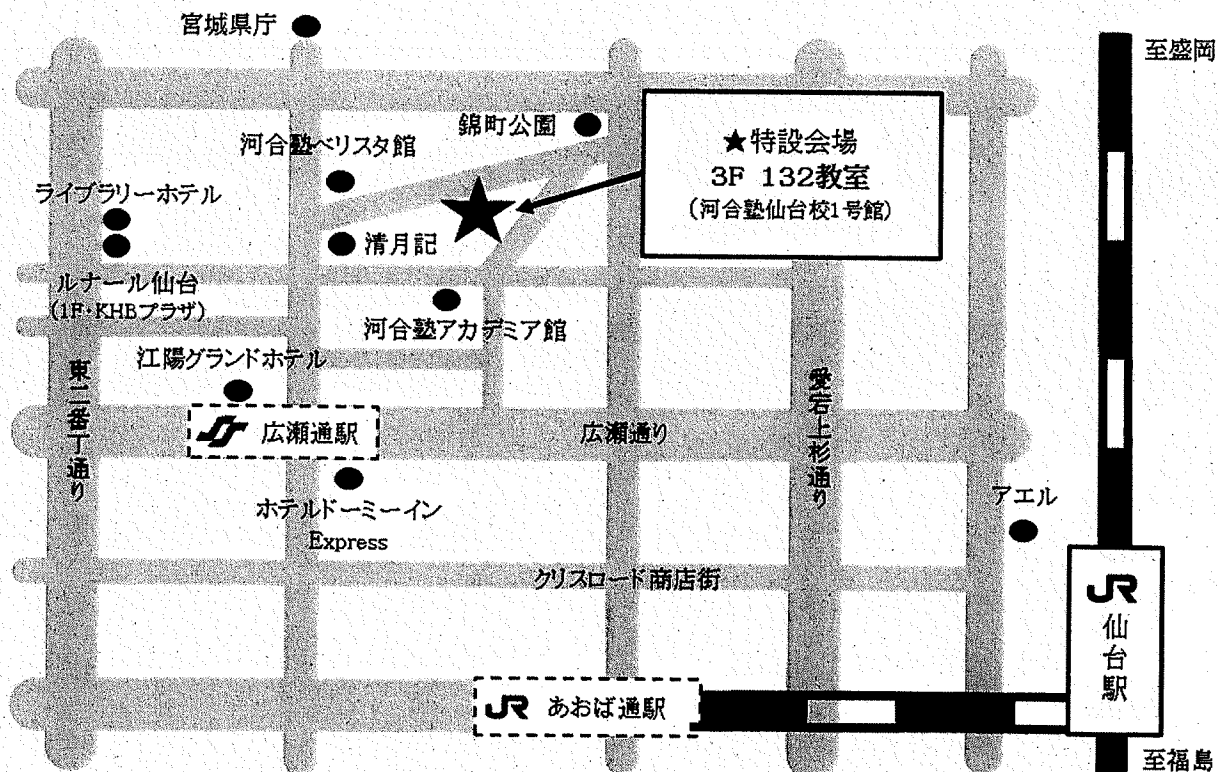 宮城県庁
至盛岡
錦町公園
河合塾ベリスタ館
★特設会場
3F 132教室
(河合塾仙台校1号館)
ライブラリーホテル
清月記
ルナール仙台
(1F・KHBプラザ)
河合塾アカデミア館
江陽グランドホテル
東二番丁通り
愛宕上杉通り
広瀬通駅
広瀬通り
ホテルドーミーイン
Express
アエル
クリスロード商店街
JR
仙台駅
JR あおば通駅
至福島